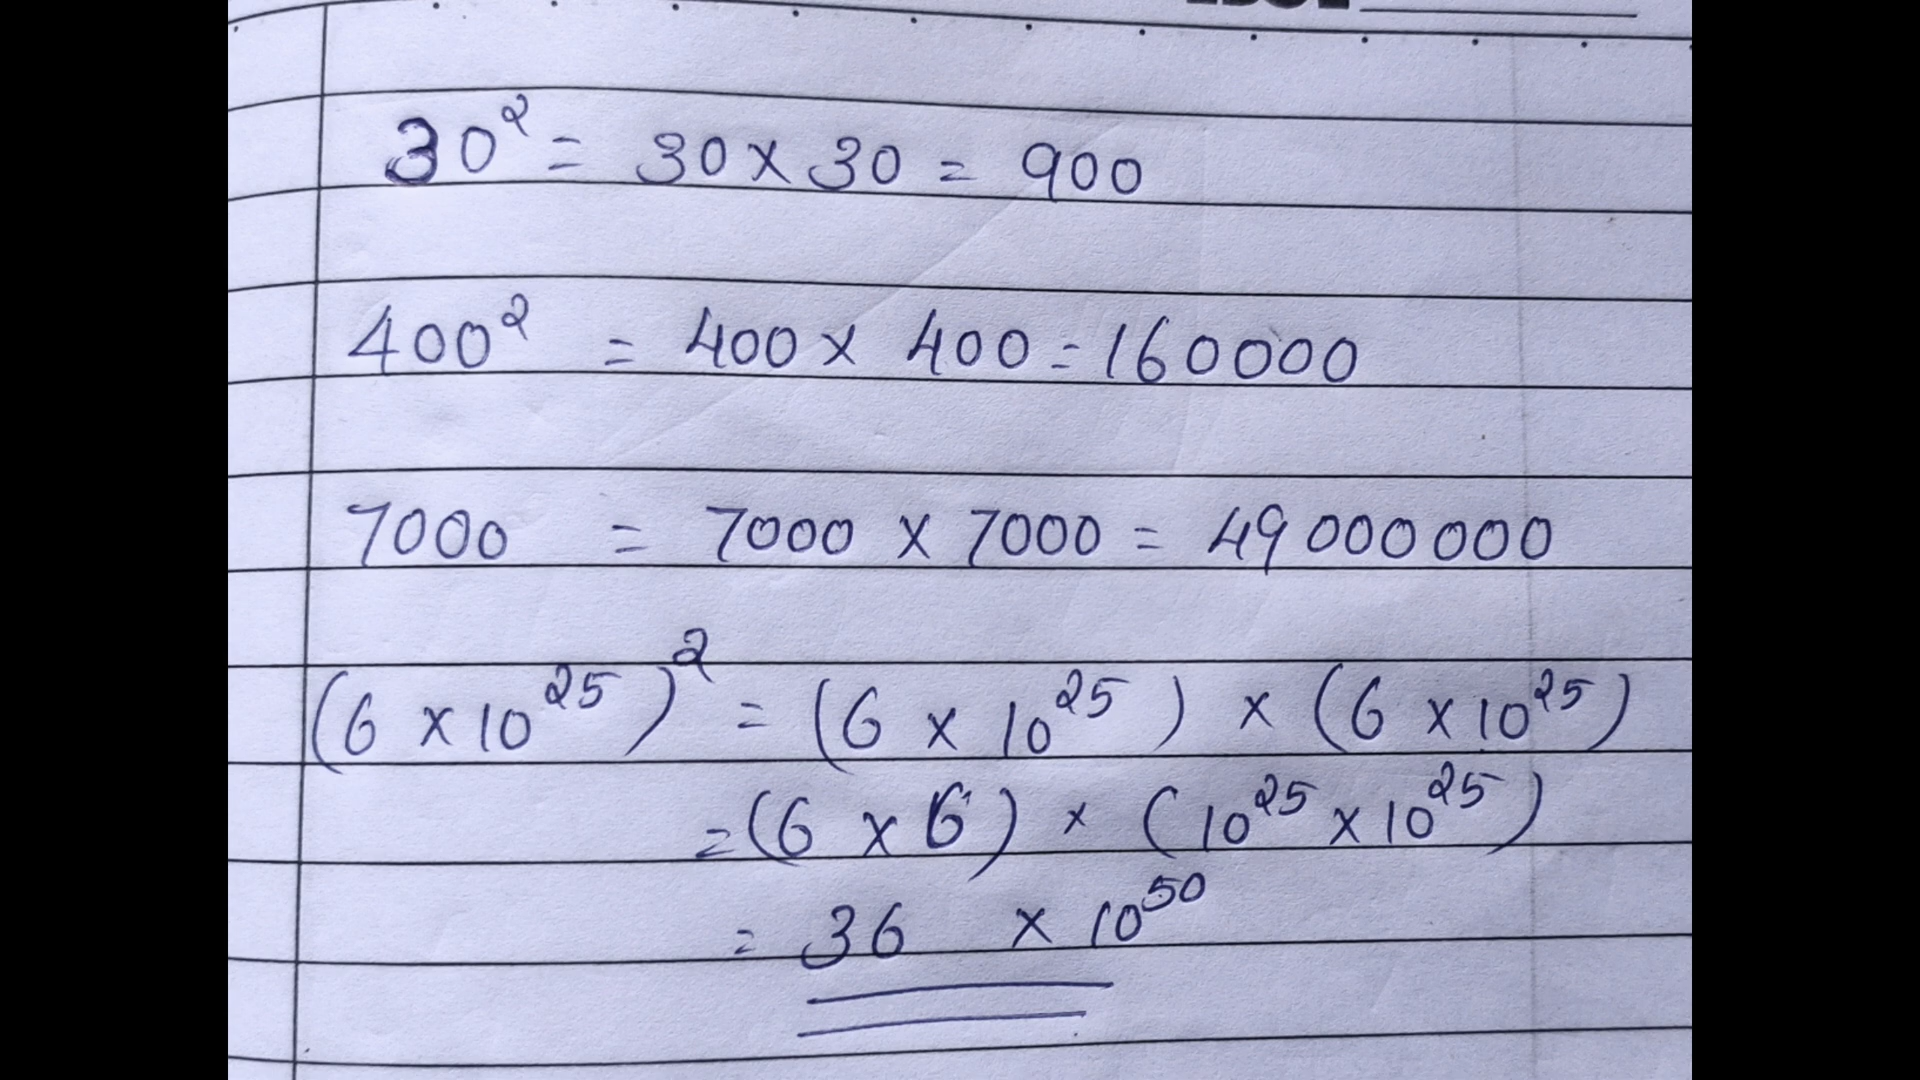 30² = 30 × 30 = 900
400² = 400 × 400 = 160000
7000 = 7000 × 7000 = 49000000
(6 × 10²⁵)² = (6 × 10²⁵) × (6 × 10²⁵)
= (6 × 6) × (10²⁵ × 10²⁵)
= 36 × 10⁵⁰